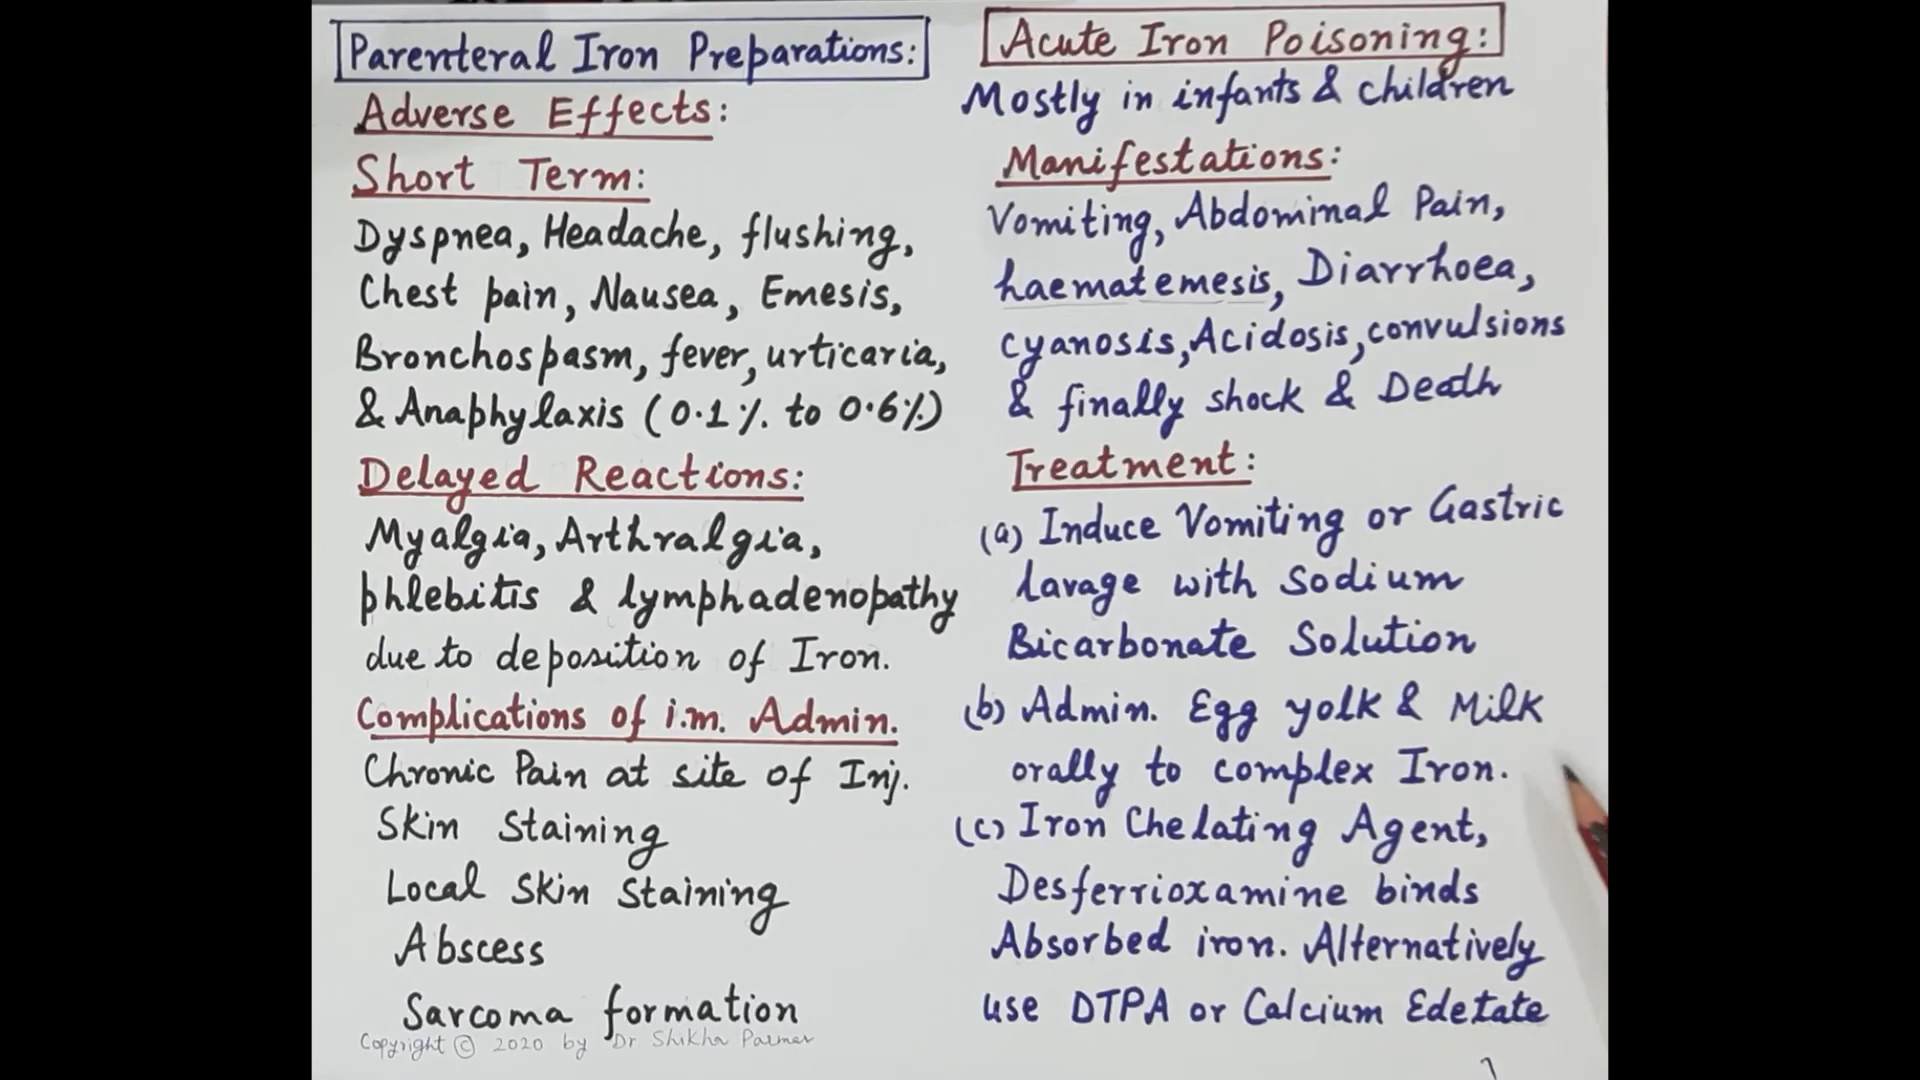 Parenteral Iron Preparations:
Adverse Effects:
Short Term:
Dyspnea, Headache, flushing,
Chest pain, Nausea, Emesis,
Bronchospasm, fever, urticaria,
& Anaphylaxis (0.1%. to 0.6%)
Delayed Reactions:
Myalgia, Arthralgia,
phlebitis & lymphadenopathy
due to deposition of Iron.
Complications of i.m. Admin.
Chronic Pain at site of Inj.
Skin Staining
Local Skin Staining
Abscess
Sarcoma formation
Copyright © 2020 by Dr Shikha Parmar
Acute Iron Poisoning:
Mostly in infants & children
Manifestations:
Vomiting, Abdominal Pain,
haematemesis, Diarrhoea,
cyanosis, Acidosis, convulsions
& finally shock & Death
Treatment:
(a) Induce Vomiting or Gastric
lavage with Sodium
Bicarbonate Solution
(b) Admin. Egg yolk & Milk
orally to complex Iron.
(c) Iron Chelating Agent,
Desferrioxamine binds
Absorbed iron. Alternatively
use DTPA or Calcium Edetate